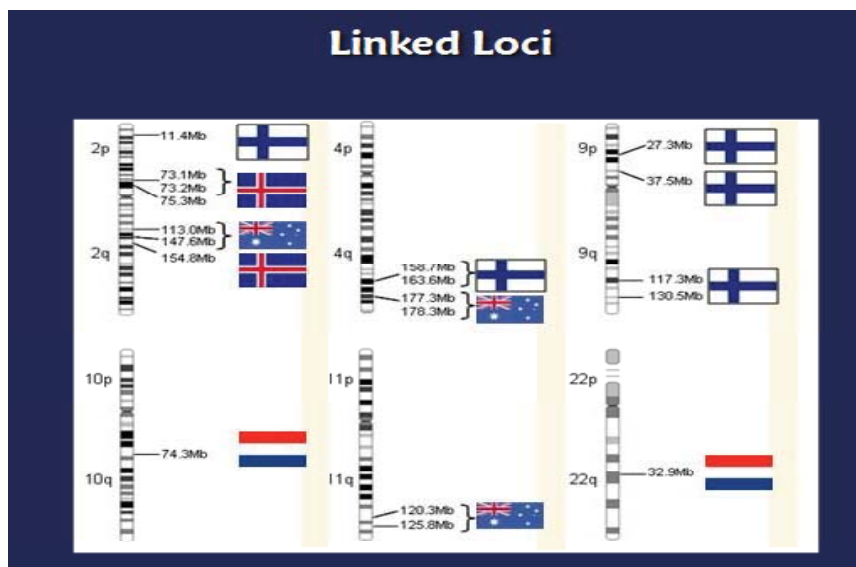 Linked Loci
2p
11.4Mb
73.1Mb
73.2Mb
75.3Mb
2q
113.0Mb
147.6Mb
154.8Mb
4p
4q
158.7Mb
163.6Mb
177.3Mb
178.3Mb
9p
27.3Mb
37.5Mb
9q
117.3Mb
130.5Mb
10p
74.3Mb
10q
11p
11q
120.3Mb
125.8Mb
22p
32.9Mb
22q